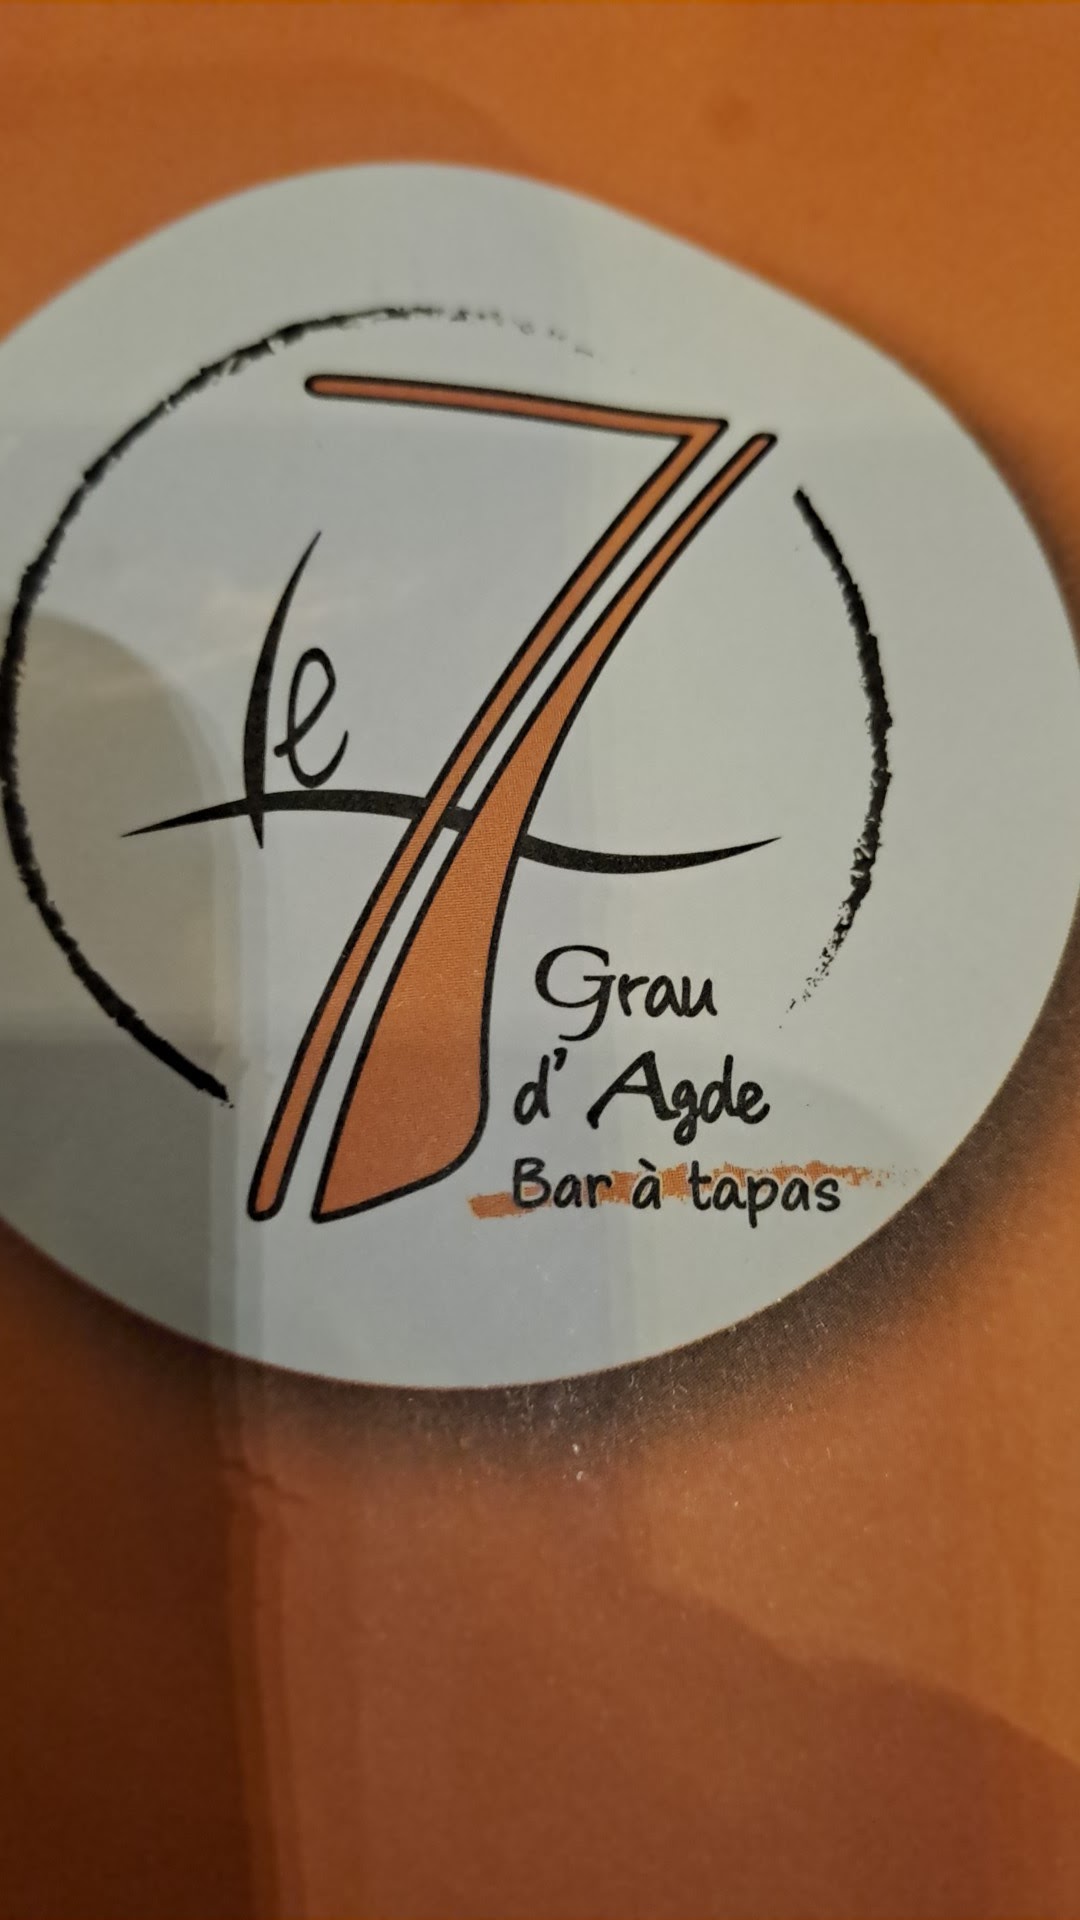 le 7
Grau
d' Agde
Bar à tapas